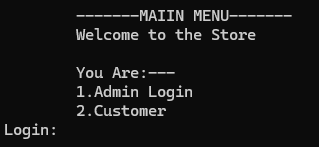 -------MAIIN MENU-------
Welcome to the Store
You Are:---
1.Admin Login
2.Customer
Login: